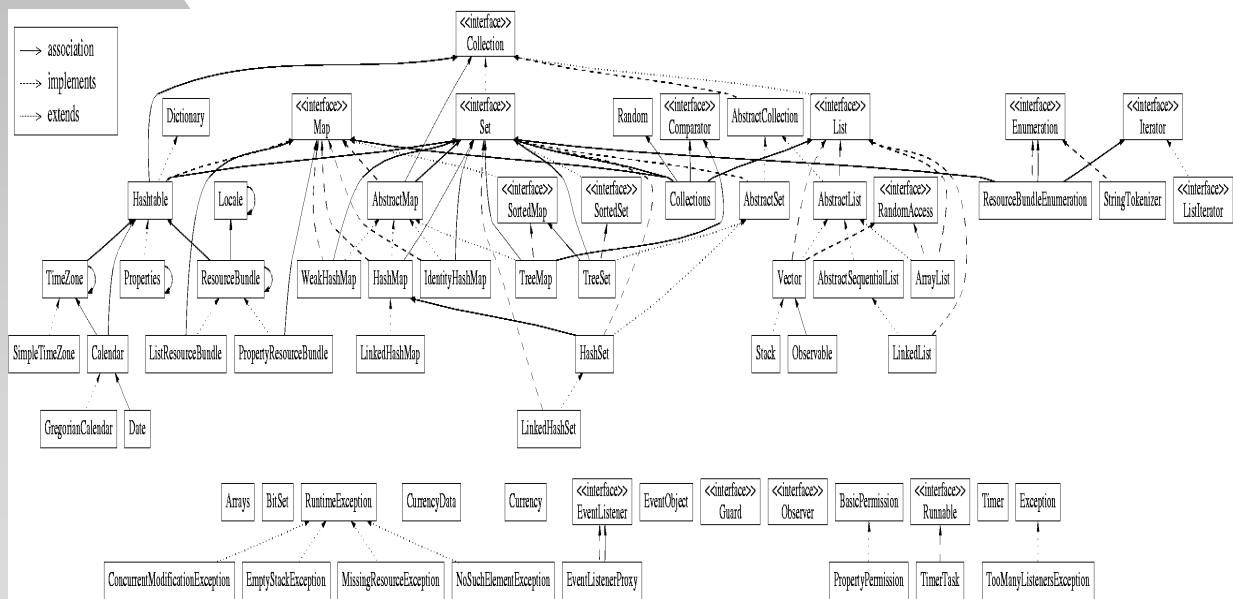 <<interface>>
Collection
association
implements
extends
Dictionary
<<interface>>
Map
<<interface>>
Set
Random
<<interface>>
Comparator
AbstractCollection
<<interface>>
List
<<interface>>
Enumeration
<<interface>>
Iterator
Hashtable
Locale
AbstractMap
<<interface>>
SortedMap
<<interface>>
SortedSet
Collections
AbstractSet
AbstractList
<<interface>>
RandomAccess
ResourceBundleEnumeration
StringTokenizer
<<interface>>
ListIterator
TimeZone
Properties
ResourceBundle
WeakHashMap
HashMap
IdentityHashMap
TreeMap
TreeSet
Vector
AbstractSequentialList
ArrayList
SimpleTimeZone
Calendar
ListResourceBundle
PropertyResourceBundle
LinkedHashMap
HashSet
Stack
Observable
LinkedList
GregorianCalendar
Date
LinkedHashSet
Arrays
BitSet
RuntimeException
CurrencyData
Currency
<<interface>>
EventListener
EventObject
<<interface>>
Guard
<<interface>>
Observer
BasicPermission
<<interface>>
Runnable
Timer
Exception
ConcurrentModificationException
EmptyStackException
MissingResourceException
NoSuchElementException
EventListenerProxy
PropertyPermission
TimerTask
TooManyListenersException